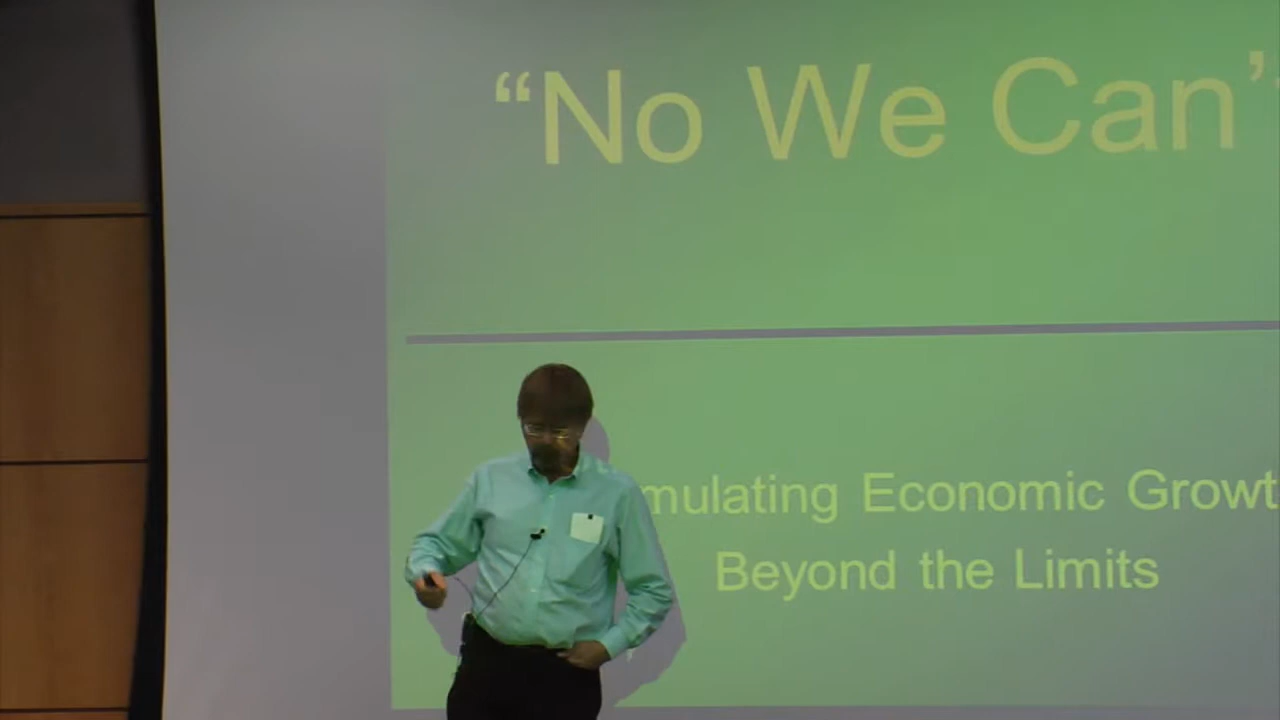 “No We Can”
mulating Economic Growt
Beyond the Limits